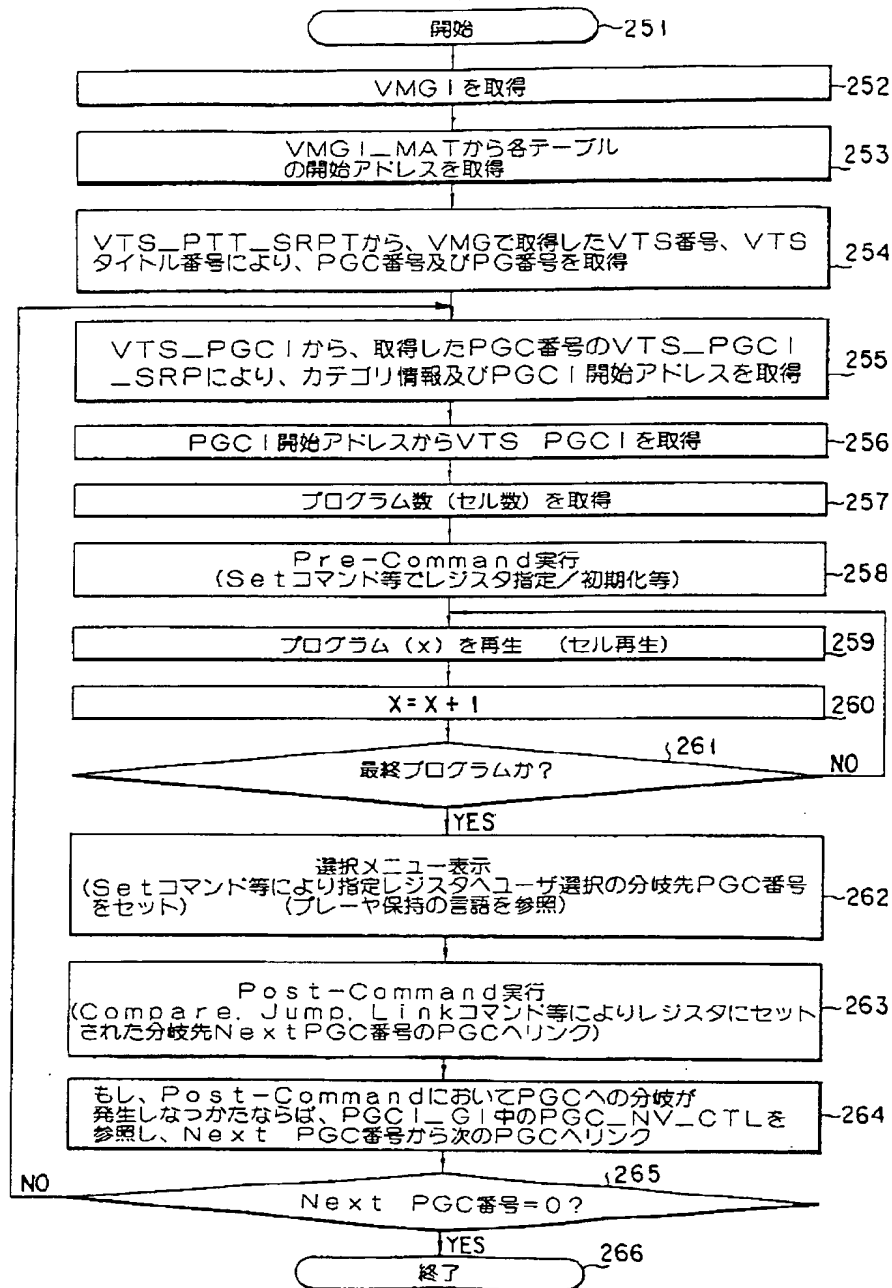 開始
251
VMGIを取得
252
VMGI_MATから各テーブル
の開始アドレスを取得
253
VTS_PTT_SRPTから、VMGで取得したVTS番号、VTS
タイトル番号により、PGC番号及びPG番号を取得
254
VTS_PGCIから、取得したPGC番号のVTS_PGCI
_SRPにより、カテゴリ情報及びPGCI開始アドレスを取得
255
PGCI開始アドレスからVTS PGCIを取得
256
プログラム数(セル数)を取得
257
Pre-Command実行
(Setコマンド等でレジスタ指定/初期化等)
258
プログラム(x)を再生 (セル再生)
259
X=X+1
260
261
最終プログラムか?
NO
YES
選択メニュー表示
(Setコマンド等により指定レジスタへユーザ選択の分岐先PGC番号
をセット) (プレーヤ保持の言語を参照)
262
Post-Command実行
(Compare, Jump, Linkコマンド等によりレジスタにセット
された分岐先NextPGC番号のPGCへリンク)
263
もし、Post-CommandにおいてPGCへの分岐が
発生しなつかたならば、PGCI_GI中のPGC_NV_CTLを
参照し、Next PGC番号から次のPGCへリンク
264
265
NO
Next PGC番号=0?
YES
終了
266